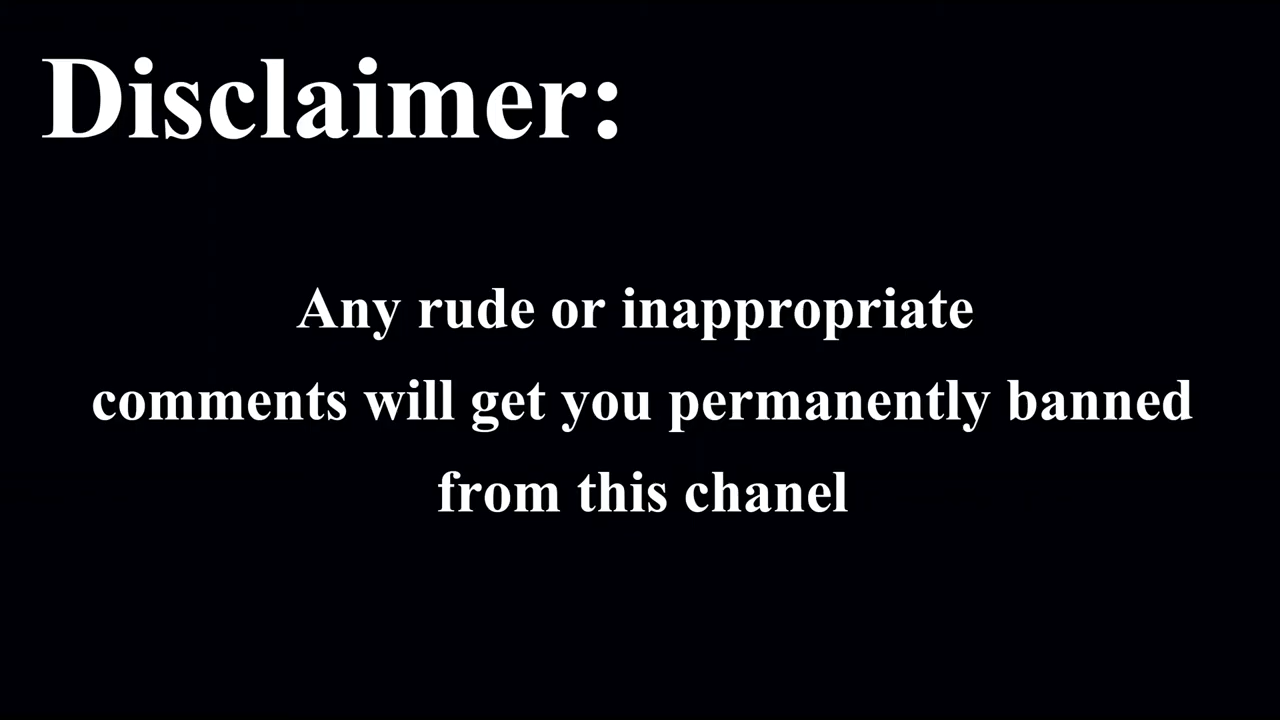 Disclaimer:
Any rude or inappropriate
comments will get you permanently banned
from this chanel